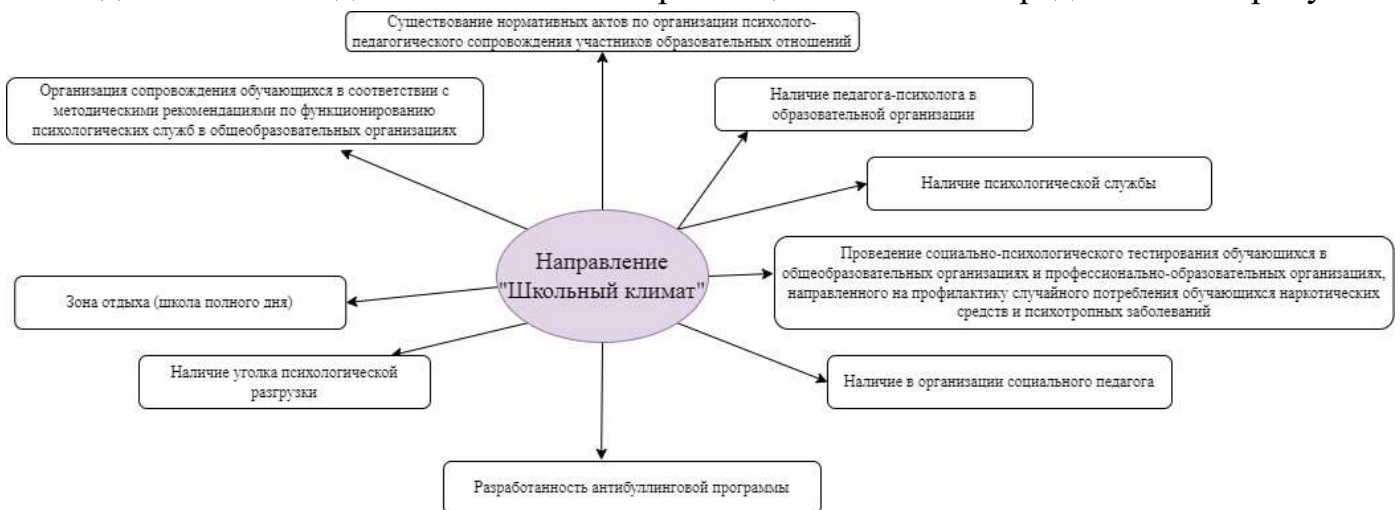 Существование нормативных актов по организации психолого-
педагогического сопровождения участников образовательных отношений
Организация сопровождения обучающихся в соответствии с
методическими рекомендациями по функционированию
психологических служб в общеобразовательных организациях
Наличие педагога-психолога в
образовательной организации
Наличие психологической службы
Направление
"Школьный климат"
Проведение социально-психологического тестирования обучающихся в
общеобразовательных организациях и профессионально-образовательных организациях,
направленного на профилактику случайного потребления обучающихся наркотических
средств и психотропных заболеваний
Зона отдыха (школа полного дня)
Наличие уголка психологической
разгрузки
Наличие в организации социального педагога
Разработанность антибуллинговой программы